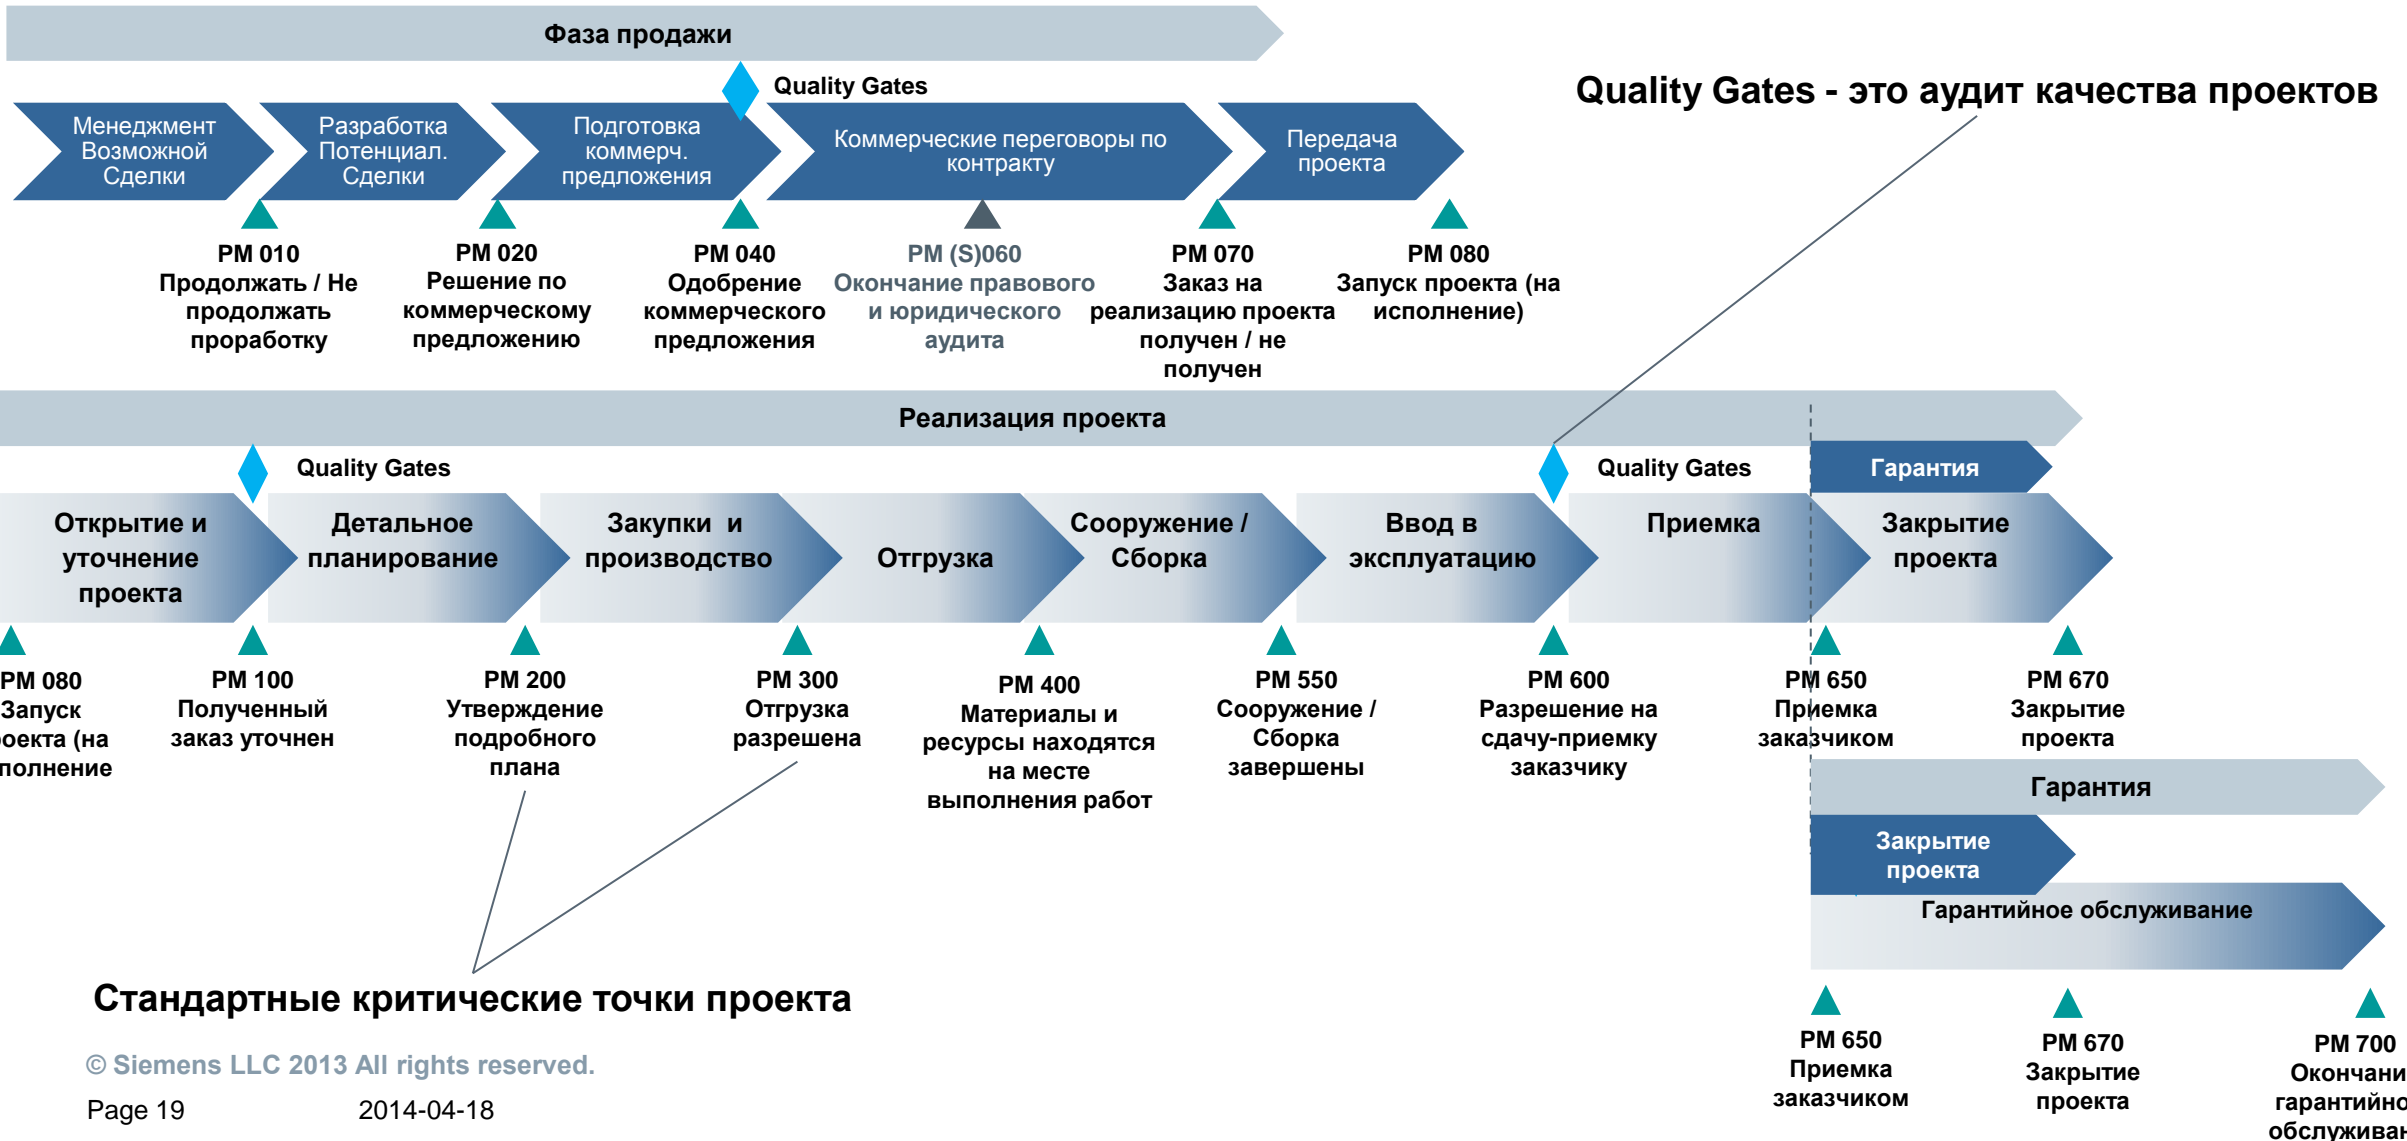 Фаза продажи
Quality Gates
Quality Gates - это аудит качества проектов
Менеджмент
Возможной
Сделки
Разработка
Потенциал.
Сделки
Подготовка
коммерч.
предложения
Коммерческие переговоры по
контракту
Передача
проекта
PM 010
Продолжать / Не
продолжать
проработку
PM 020
Решение по
коммерческому
предложению
PM 040
Одобрение
коммерческого
предложения
PM (S)060
Окончание правового
и юридического
аудита
PM 070
Заказ на
реализацию проекта
получен / не
получен
PM 080
Запуск проекта (на
исполнение)
Реализация проекта
Quality Gates
Quality Gates
Гарантия
Открытие и
уточнение
проекта
Детальное
планирование
Закупки и
производство
Отгрузка
Сооружение /
Сборка
Ввод в
эксплуатацию
Приемка
Закрытие
проекта
PM 080
Запуск
роекта (на
полнение
PM 100
Полученный
заказ уточнен
PM 200
Утверждение
подробного
плана
PM 300
Отгрузка
разрешена
PM 400
Материалы и
ресурсы находятся
на месте
выполнения работ
PM 550
Сооружение /
Сборка
завершены
PM 600
Разрешение на
сдачу-приемку
заказчику
PM 650
Приемка
заказчиком
PM 670
Закрытие
проекта
Гарантия
Закрытие
проекта
Гарантийное обслуживание
Стандартные критические точки проекта
PM 650
Приемка
заказчиком
PM 670
Закрытие
проекта
PM 700
Окончани
гарантийно
обслуживан
© Siemens LLC 2013 All rights reserved.
Page 19 2014-04-18